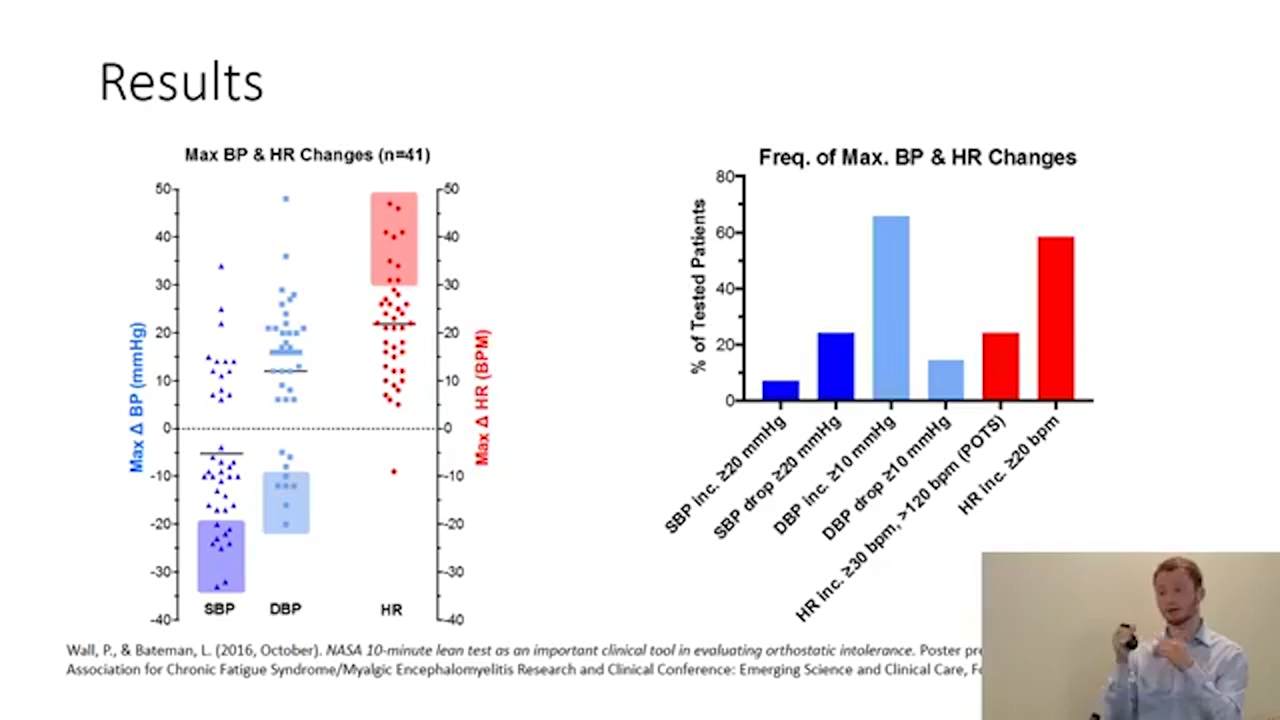 Results
Max BP & HR Changes (n=41)
50
40
30
20
10
0
-10
-20
-30
-40
Max Δ BP (mmHg)
SBP
DBP
HR
50
40
30
20
10
0
-10
-20
-30
-40
Max Δ HR (BPM)
Freq. of Max. BP & HR Changes
80
60
40
20
0
% of Tested Patients
SBP inc. ≥20 mmHg
SBP drop ≥20 mmHg
DBP inc. ≥10 mmHg
DBP drop ≥10 mmHg
HR inc. ≥30 bpm, >120 bpm (POTS)
HR inc. ≥20 bpm
Wall, P., & Bateman, L. (2016, October). NASA 10-minute lean test as an important clinical tool in evaluating orthostatic intolerance. Poster
Association for Chronic Fatigue Syndrome/Myalgic Encephalomyelitis Research and Clinical Conference: Emerging Science and Clinical Care,